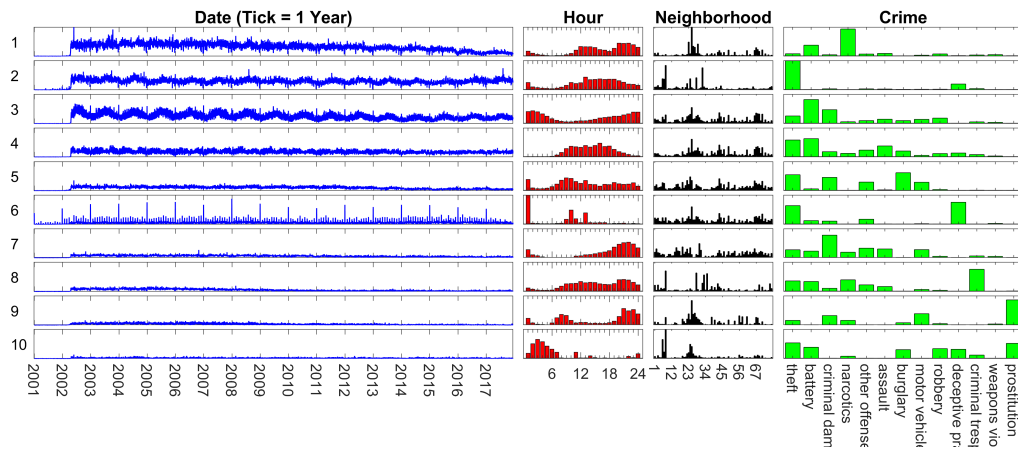 Date (Tick = 1 Year) Hour Neighborhood Crime
1
2
3
4
5
6
7
8
9
10
2001 2002 2003 2004 2005 2006 2007 2008 2009 2010 2011 2012 2013 2014 2015 2016 2017
6 12 18 24
1 12 23 34 45 56 67
theft
battery
criminal dam
narcotics
other offense
assault
burglary
motor vehicle
robbery
deceptive pra
criminal tresp
weapons vio
prostitution